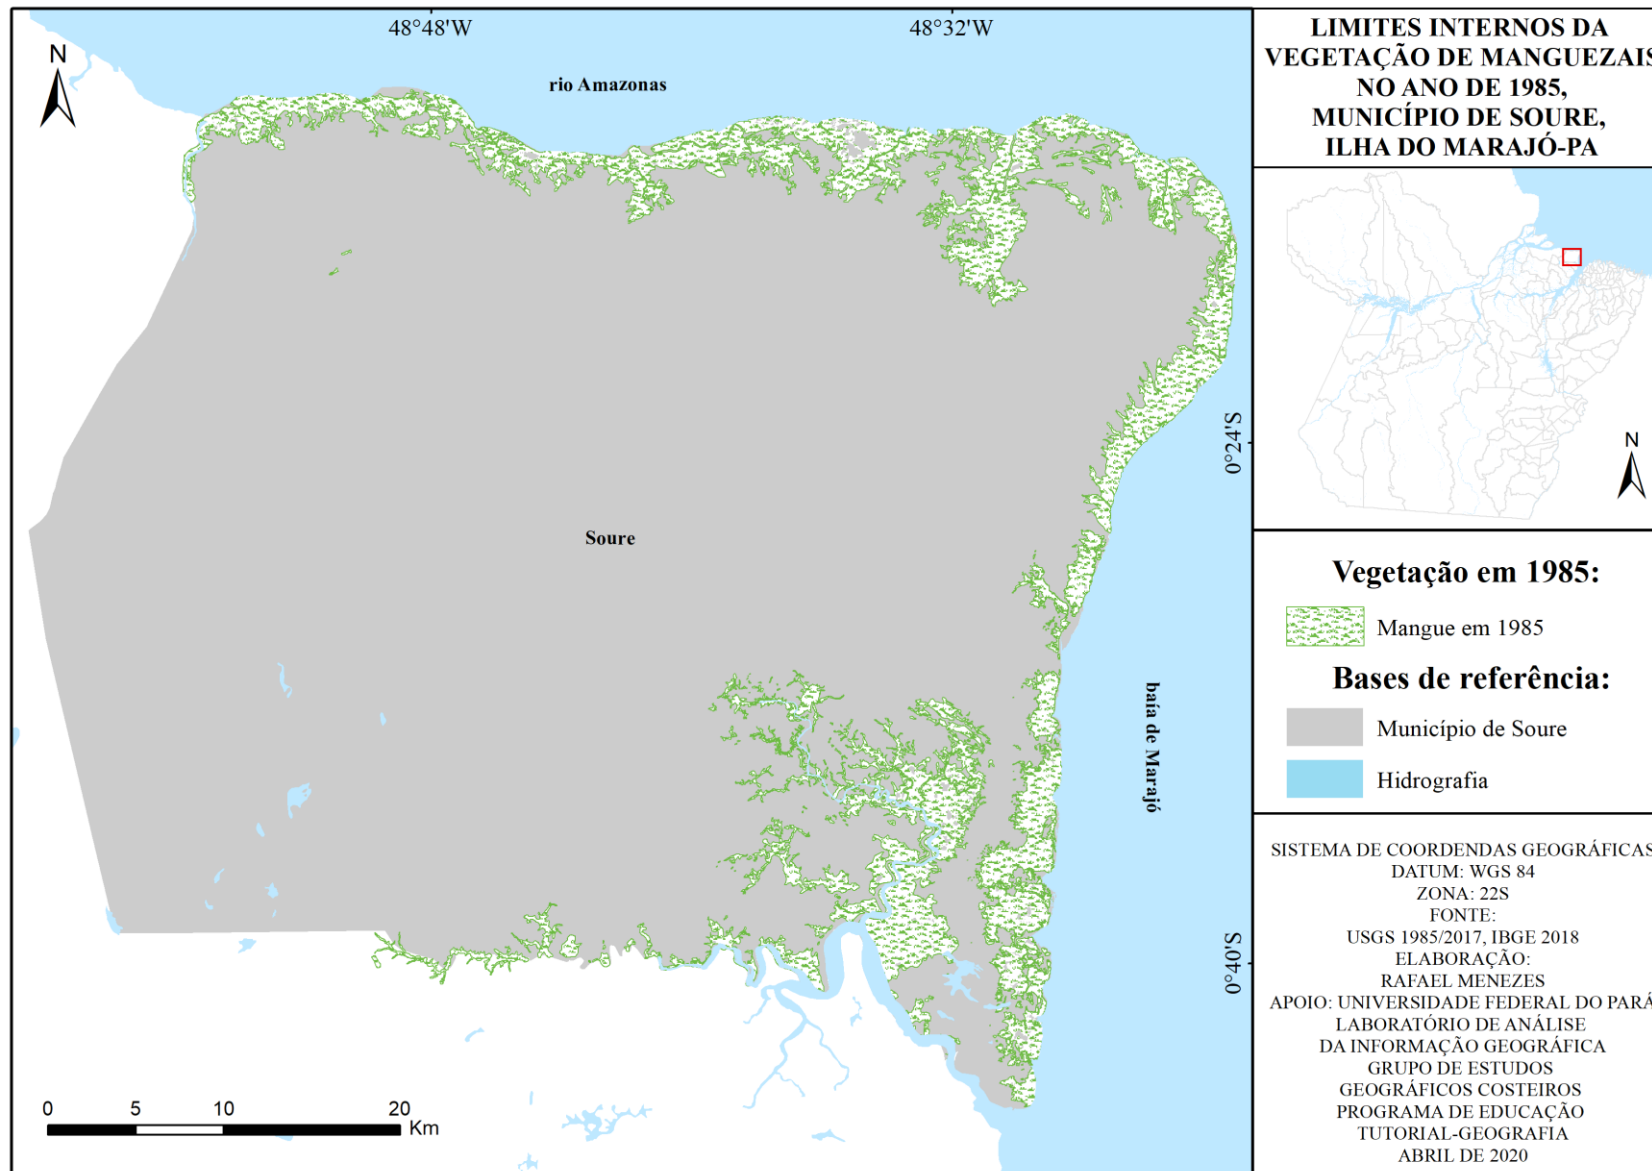 48°48'W
48°32'W
N
rio Amazonas
Soure
baía de Marajó
0°24'S
0°40'S
0 5 10 20
Km
LIMITES INTERNOS DA
VEGETAÇÃO DE MANGUEZAIS
NO ANO DE 1985,
MUNICÍPIO DE SOURE,
ILHA DO MARAJÓ-PA
N
Vegetação em 1985:
Mangue em 1985
Bases de referência:
Município de Soure
Hidrografia
SISTEMA DE COORDENDAS GEOGRÁFICAS
DATUM: WGS 84
ZONA: 22S
FONTE:
USGS 1985/2017, IBGE 2018
ELABORAÇÃO:
RAFAEL MENEZES
APOIO: UNIVERSIDADE FEDERAL DO PARÁ
LABORATÓRIO DE ANÁLISE
DA INFORMAÇÃO GEOGRÁFICA
GRUPO DE ESTUDOS
GEOGRÁFICOS COSTEIROS
PROGRAMA DE EDUCAÇÃO
TUTORIAL-GEOGRAFIA
ABRIL DE 2020